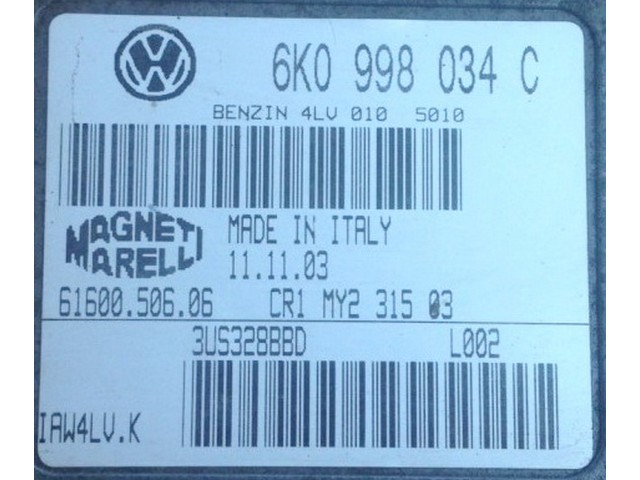 6K0 998 034 C
BENZIN 4LV 010 5010
MAGNETI
MARELLI
MADE IN ITALY
11.11.03
61600.506.06 CR1 MY2 315 03
3US328BBD L002
IAW4LV.K